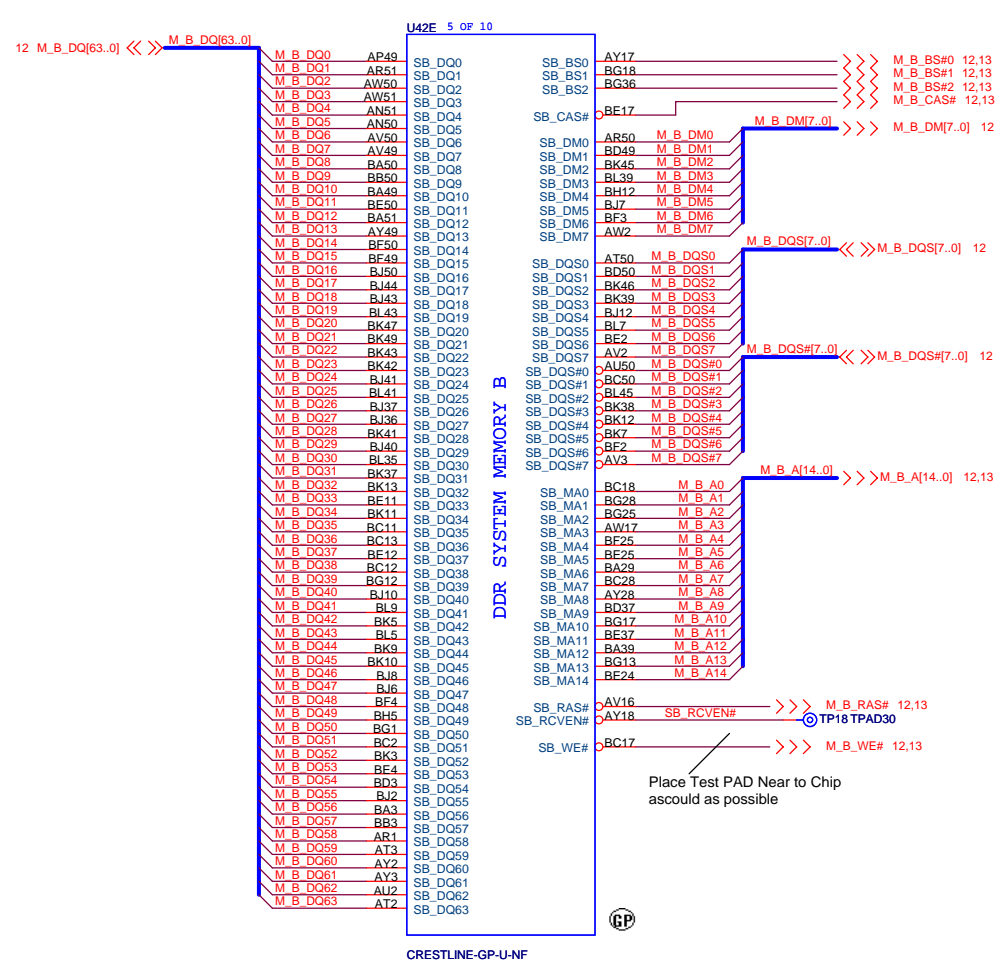 U42E 5 OF 10
12 M_B_DQ[63..0] M_B_DQ[63..0]
M_B_DQ0 AP49 SB_DQ0
M_B_DQ1 AR51 SB_DQ1
M_B_DQ2 AW50 SB_DQ2
M_B_DQ3 AW51 SB_DQ3
M_B_DQ4 AN51 SB_DQ4
M_B_DQ5 AN50 SB_DQ5
M_B_DQ6 AV50 SB_DQ6
M_B_DQ7 AV49 SB_DQ7
M_B_DQ8 BA50 SB_DQ8
M_B_DQ9 BB50 SB_DQ9
M_B_DQ10 BA49 SB_DQ10
M_B_DQ11 BE50 SB_DQ11
M_B_DQ12 BA51 SB_DQ12
M_B_DQ13 AY49 SB_DQ13
M_B_DQ14 BF50 SB_DQ14
M_B_DQ15 BF49 SB_DQ15
M_B_DQ16 BJ50 SB_DQ16
M_B_DQ17 BJ44 SB_DQ17
M_B_DQ18 BJ43 SB_DQ18
M_B_DQ19 BL43 SB_DQ19
M_B_DQ20 BK47 SB_DQ20
M_B_DQ21 BK49 SB_DQ21
M_B_DQ22 BK43 SB_DQ22
M_B_DQ23 BK42 SB_DQ23
M_B_DQ24 BJ41 SB_DQ24
M_B_DQ25 BL41 SB_DQ25
M_B_DQ26 BJ37 SB_DQ26
M_B_DQ27 BJ36 SB_DQ27
M_B_DQ28 BK41 SB_DQ28
M_B_DQ29 BJ40 SB_DQ29
M_B_DQ30 BL35 SB_DQ30
M_B_DQ31 BK37 SB_DQ31
M_B_DQ32 BK13 SB_DQ32
M_B_DQ33 BE11 SB_DQ33
M_B_DQ34 BK11 SB_DQ34
M_B_DQ35 BC11 SB_DQ35
M_B_DQ36 BC13 SB_DQ36
M_B_DQ37 BE12 SB_DQ37
M_B_DQ38 BC12 SB_DQ38
M_B_DQ39 BG12 SB_DQ39
M_B_DQ40 BJ10 SB_DQ40
M_B_DQ41 BL9 SB_DQ41
M_B_DQ42 BK5 SB_DQ42
M_B_DQ43 BL5 SB_DQ43
M_B_DQ44 BK9 SB_DQ44
M_B_DQ45 BK10 SB_DQ45
M_B_DQ46 BJ8 SB_DQ46
M_B_DQ47 BJ6 SB_DQ47
M_B_DQ48 BF4 SB_DQ48
M_B_DQ49 BH5 SB_DQ49
M_B_DQ50 BG1 SB_DQ50
M_B_DQ51 BC2 SB_DQ51
M_B_DQ52 BK3 SB_DQ52
M_B_DQ53 BE4 SB_DQ53
M_B_DQ54 BD3 SB_DQ54
M_B_DQ55 BJ2 SB_DQ55
M_B_DQ56 BA3 SB_DQ56
M_B_DQ57 BB3 SB_DQ57
M_B_DQ58 AR1 SB_DQ58
M_B_DQ59 AT3 SB_DQ59
M_B_DQ60 AY2 SB_DQ60
M_B_DQ61 AY3 SB_DQ61
M_B_DQ62 AU2 SB_DQ62
M_B_DQ63 AT2 SB_DQ63
DDR SYSTEM MEMORY B
SB_BS0 AY17 M_B_BS#0 12,13
SB_BS1 BG18 M_B_BS#1 12,13
SB_BS2 BG36 M_B_BS#2 12,13
SB_CAS# BE17 M_B_CAS# 12,13
M_B_DM[7..0] M_B_DM[7..0] 12
SB_DM0 AR50 M_B_DM0
SB_DM1 BD49 M_B_DM1
SB_DM2 BK45 M_B_DM2
SB_DM3 BL39 M_B_DM3
SB_DM4 BH12 M_B_DM4
SB_DM5 BJ7 M_B_DM5
SB_DM6 BF3 M_B_DM6
SB_DM7 AW2 M_B_DM7
M_B_DQS[7..0] M_B_DQS[7..0] 12
SB_DQS0 AT50 M_B_DQS0
SB_DQS1 BD50 M_B_DQS1
SB_DQS2 BK46 M_B_DQS2
SB_DQS3 BK39 M_B_DQS3
SB_DQS4 BJ12 M_B_DQS4
SB_DQS5 BL7 M_B_DQS5
SB_DQS6 BE2 M_B_DQS6
SB_DQS7 AV2 M_B_DQS7
M_B_DQS#[7..0] M_B_DQS#[7..0] 12
SB_DQS#0 AU50 M_B_DQS#0
SB_DQS#1 BC50 M_B_DQS#1
SB_DQS#2 BL45 M_B_DQS#2
SB_DQS#3 BK38 M_B_DQS#3
SB_DQS#4 BK12 M_B_DQS#4
SB_DQS#5 BK7 M_B_DQS#5
SB_DQS#6 BF2 M_B_DQS#6
SB_DQS#7 AV3 M_B_DQS#7
M_B_A[14..0] M_B_A[14..0] 12,13
SB_MA0 BC18 M_B_A0
SB_MA1 BG28 M_B_A1
SB_MA2 BG25 M_B_A2
SB_MA3 AW17 M_B_A3
SB_MA4 BF25 M_B_A4
SB_MA5 BE25 M_B_A5
SB_MA6 BA29 M_B_A6
SB_MA7 BC28 M_B_A7
SB_MA8 AY28 M_B_A8
SB_MA9 BD37 M_B_A9
SB_MA10 BG17 M_B_A10
SB_MA11 BE37 M_B_A11
SB_MA12 BA39 M_B_A12
SB_MA13 BG13 M_B_A13
SB_MA14 BE24 M_B_A14
SB_RAS# AV16 M_B_RAS# 12,13
SB_RCVEN# AY18 SB_RCVEN# TP18 TPAD30
SB_WE# BC17 M_B_WE# 12,13
Place Test PAD Near to Chip
ascould as possible
GP
CRESTLINE-GP-U-NF